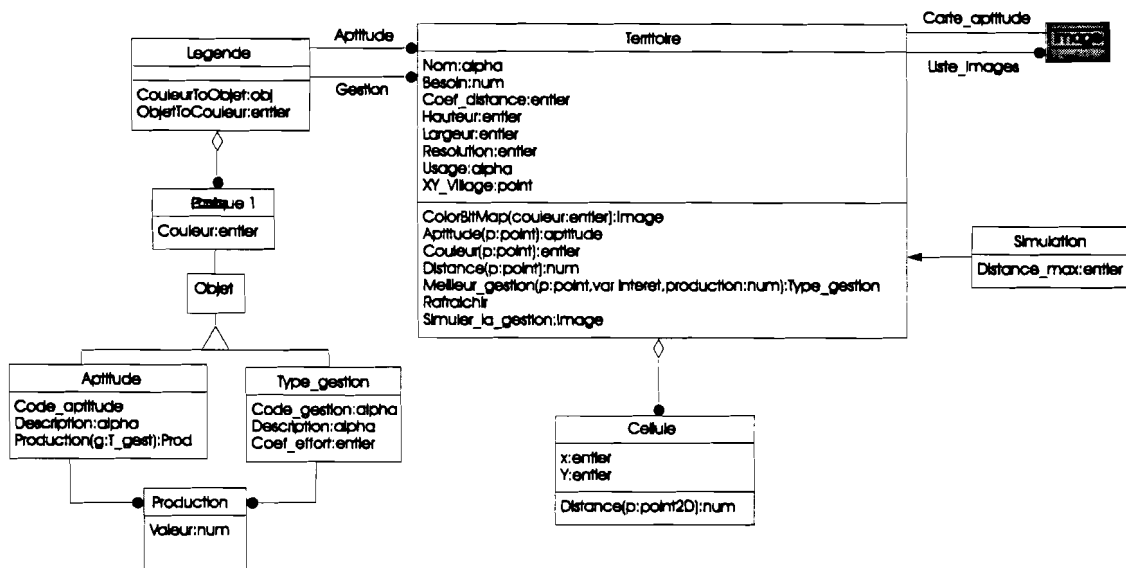 Legende
CouleurToObjet:obj
ObjetToCouleur:entier
Aptitude
Gestion
Territoire
Nom:alpha
Besoin:num
Coef_distance:entier
Hauteur:entier
Largeur:entier
Resolution:entier
Usage:alpha
XY_Village:point
ColorBitMap(couleur:entier):Image
Aptitude(p:point):aptitude
Couleur(p:point):entier
Distance(p:point):num
Meilleur_gestion(p:point,var interet,production:num):Type_gestion
Rafraichir
Simuler_la_gestion:Image
Carte_aptitude
Image
Liste_Images
Simulation
Distance_max:entier
1
Couleur:entier
Objet
Aptitude
Code_aptitude
Description:alpha
Production(g:T_gest):Prod
Type_gestion
Code_gestion:alpha
Description:alpha
Coef_effort:entier
Production
Valeur:num
Cellule
x:entier
Y:entier
Distance(p:point2D):num